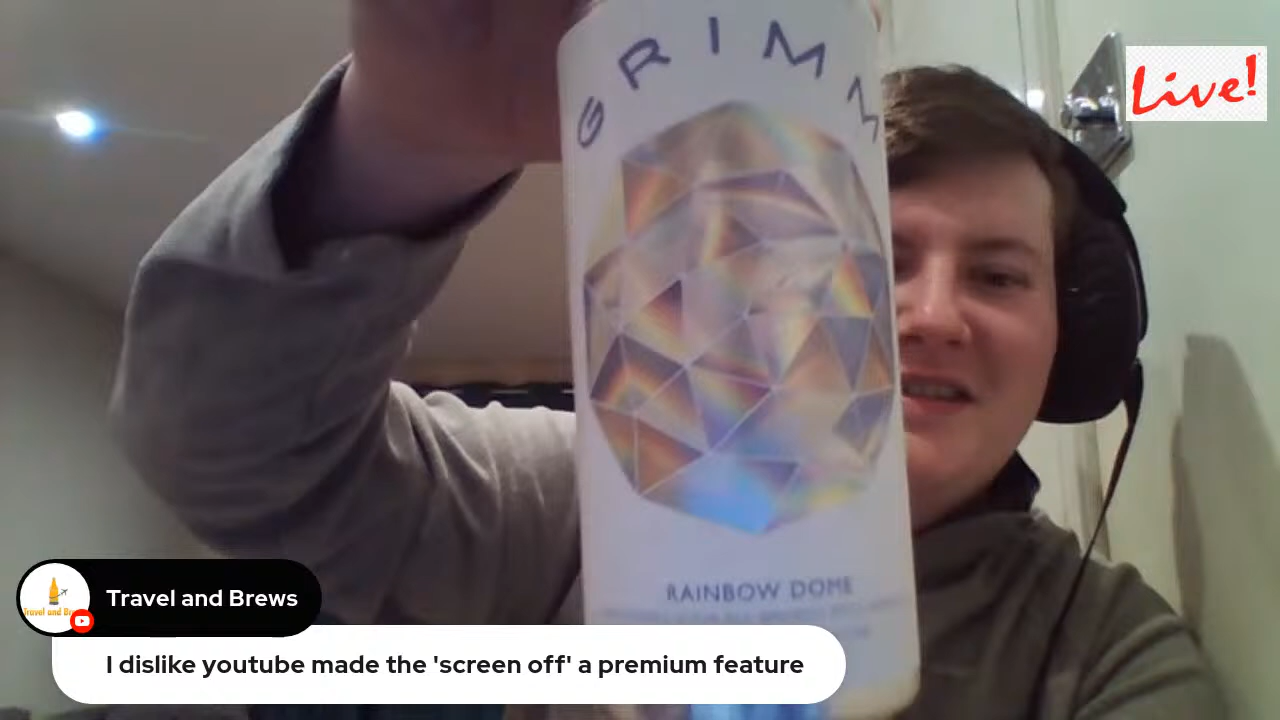 GRIMM
Live!
RAINBOW DOME
Travel and Brews
I dislike youtube made the 'screen off' a premium feature